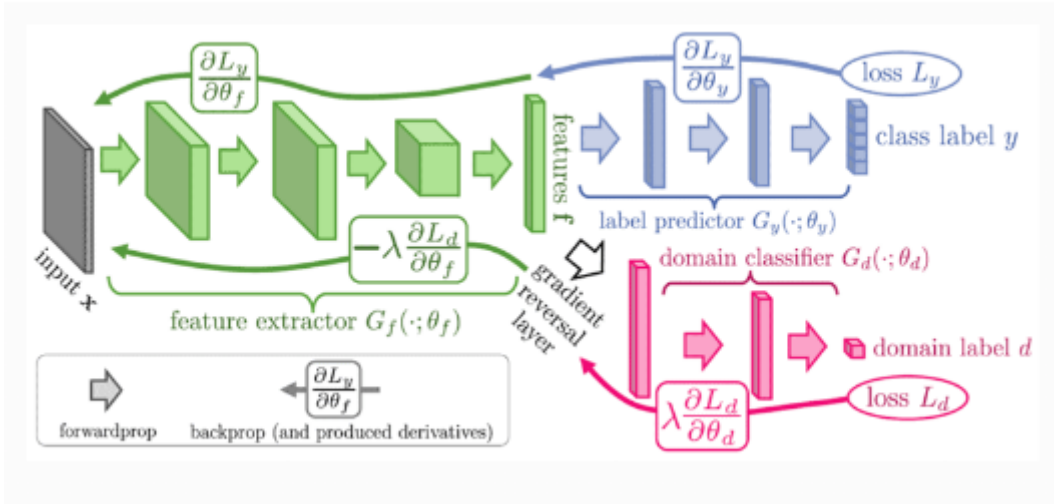 ∂L_y/∂θ_f
∂L_y/∂θ_y
loss L_y
input x
features f
class label y
label predictor G_y(·; θ_y)
−λ ∂L_d/∂θ_f
feature extractor G_f(·; θ_f)
gradient
reversal
layer
domain classifier G_d(·; θ_d)
domain label d
λ ∂L_d/∂θ_d
loss L_d
forwardprop
∂L_y/∂θ_f
backprop (and produced derivatives)